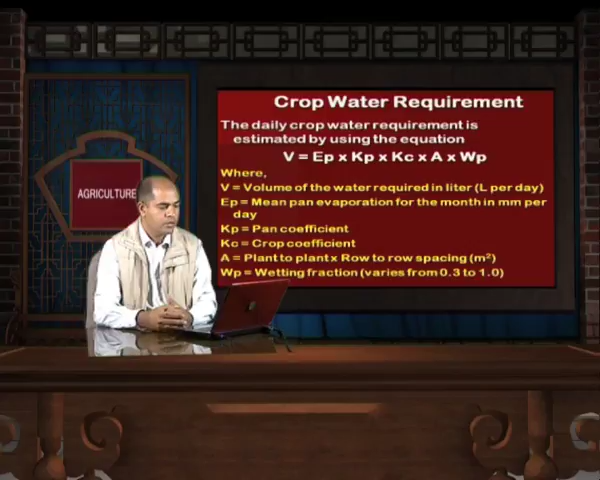 Crop Water Requirement
The daily crop water requirement is
estimated by using the equation
V = Ep x Kp x Kc x A x Wp
Where,
V = Volume of the water required in liter (L per day)
Ep = Mean pan evaporation for the month in mm per
day
Kp = Pan coefficient
Kc = Crop coefficient
A = Plant to plant x Row to row spacing (m²)
Wp = Wetting fraction (varies from 0.3 to 1.0)
AGRICULTURE